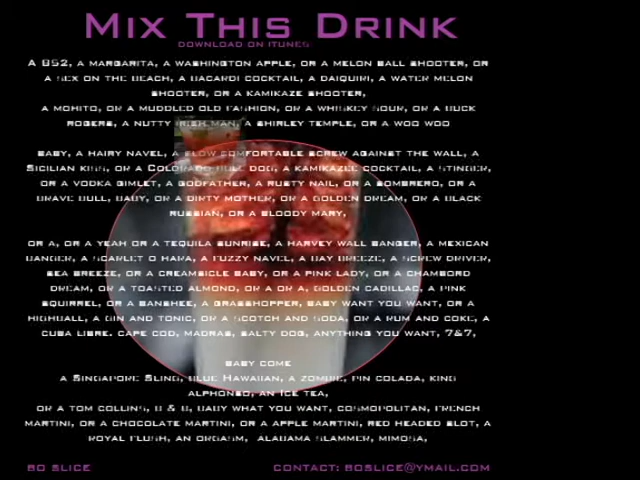 MIX THIS DRINK
DOWNLOAD ON ITUNES
A B52, A MARGARITA, A WASHINGTON APPLE, OR A MELON BALL SHOOTER, OR
A SEX ON THE BEACH, A BACARDI COCKTAIL, A DAIQUIRI, A WATER MELON
SHOOTER, OR A KAMIKAZE SHOOTER,
A MOHITO, OR A MUDDLED OLD FASHION, OR A WHISKEY SOUR, OR A BUCK
ROGERS, A NUTTY IRISH MAN, A SHIRLEY TEMPLE, OR A WOO WOO
BABY, A HAIRY NAVEL, A SLOW COMFORTABLE SCREW AGAINST THE WALL, A
SICILIAN KISS, OR A COLORADO BULL DOG, A KAMIKAZEE COCKTAIL, A STINGER,
OR A VODKA GIMLET, A GODFATHER, A RUSTY NAIL, OR A SOMBRERO, OR A
BRAVE BULL, BABY, OR A DIRTY MOTHER, OR A GOLDEN DREAM, OR A BLACK
RUSSIAN, OR A BLOODY MARY,
OR A, OR A YEAH OR A TEQUILA SUNRISE, A HARVEY WALL BANGER, A MEXICAN
BANGER, A SCARLET O HARA, A FUZZY NAVEL, A BAY BREEZE, A SCREW DRIVER,
SEA BREEZE, OR A CREAMSICLE BABY, OR A PINK LADY, OR A CHAMBORD
DREAM, OR A TOASTED ALMOND, OR A OR A, GOLDEN CADILLAC, A PINK
SQUIRREL, OR A BANSHEE, A GRASSHOPPER, BABY WANT YOU WANT, OR A
HIGHBALL, A GIN AND TONIC, OR A SCOTCH AND SODA, OR A RUM AND COKE, A
CUBA LIBRE. CAPE COD, MADRAS, SALTY DOG, ANYTHING YOU WANT, 7&7,
BABY COME
A SINGAPORE SLING, BLUE HAWAIIAN, A ZOMBIE, PIN COLADA, KING
ALPHONSO, AN ICE TEA,
OR A TOM COLLINS, B & B, BABY WHAT YOU WANT, COSMOPOLITAN, FRENCH
MARTINI, OR A CHOCOLATE MARTINI, OR A APPLE MARTINI, RED HEADED SLOT, A
ROYAL FLUSH, AN ORGASM, ALABAMA SLAMMER, MIMOSA,
BO SLICE
CONTACT: BOSLICE@YMAIL.COM